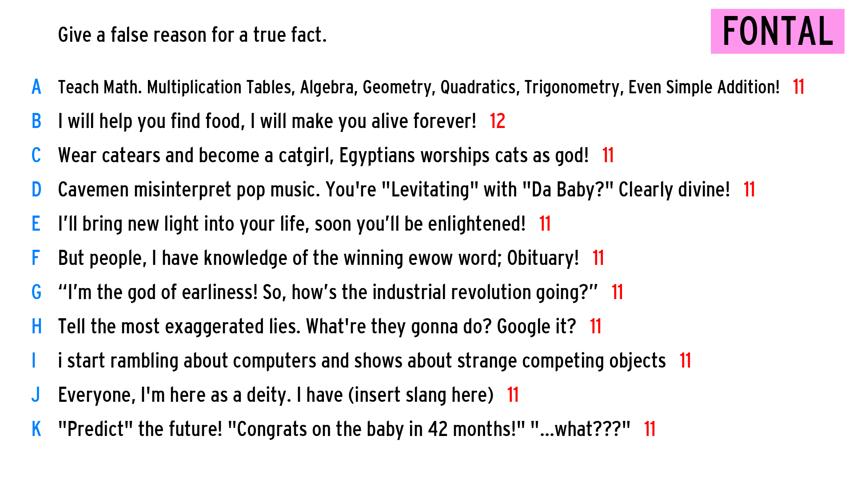 Give a false reason for a true fact.
FONTAL
A Teach Math. Multiplication Tables, Algebra, Geometry, Quadratics, Trigonometry, Even Simple Addition! 11
B I will help you find food, I will make you alive forever! 12
C Wear catears and become a catgirl, Egyptians worships cats as god! 11
D Cavemen misinterpret pop music. You're "Levitating" with "Da Baby?" Clearly divine! 11
E I’ll bring new light into your life, soon you’ll be enlightened! 11
F But people, I have knowledge of the winning ewow word; Obituary! 11
G “I’m the god of earliness! So, how’s the industrial revolution going?” 11
H Tell the most exaggerated lies. What're they gonna do? Google it? 11
I i start rambling about computers and shows about strange competing objects 11
J Everyone, I'm here as a deity. I have (insert slang here) 11
K "Predict" the future! "Congrats on the baby in 42 months!" "...what???" 11